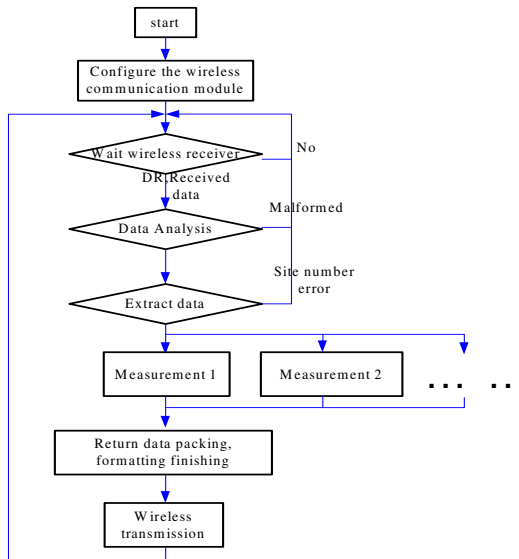 start
Configure the wireless
communication module
Wait wireless receiver
No
DR,Received
data
Malformed
Data Analysis
Site number
error
Extract data
Measurement 1
Measurement 2
... ..
Return data packing,
formatting finishing
Wireless
transmission